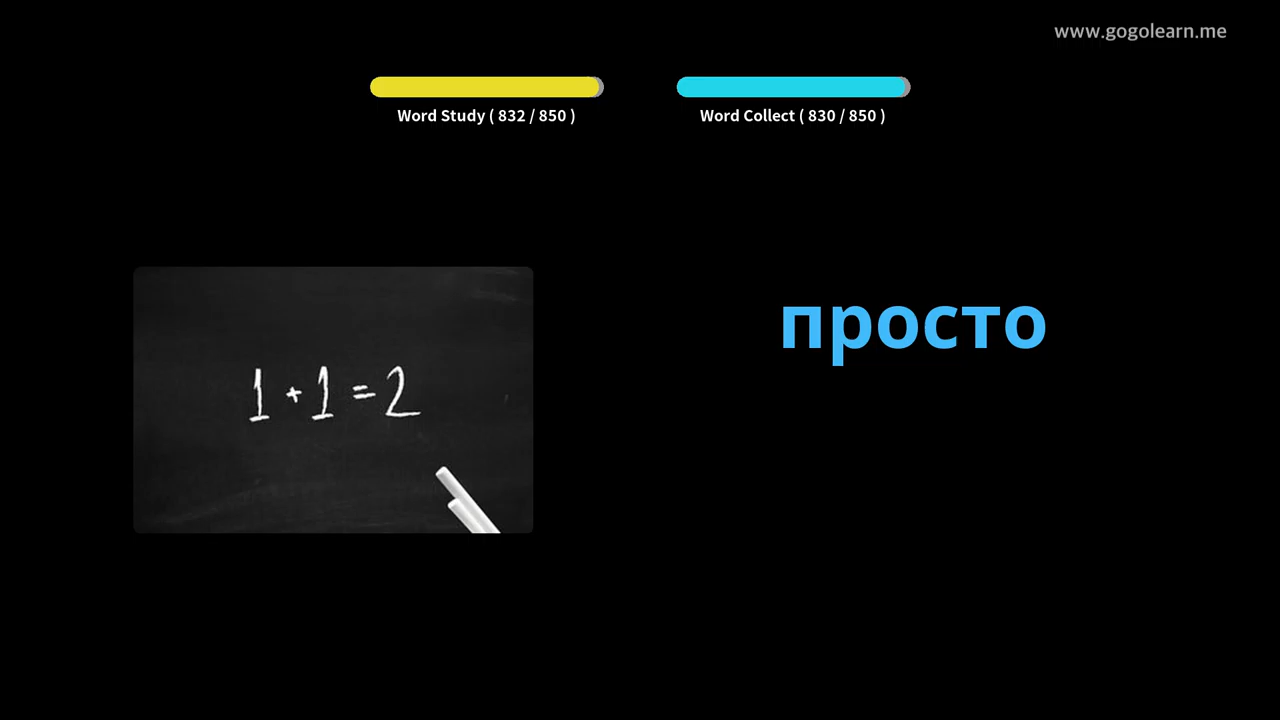 www.gogolearn.me
Word Study ( 832 / 850 )
Word Collect ( 830 / 850 )
просто
1 + 1 = 2